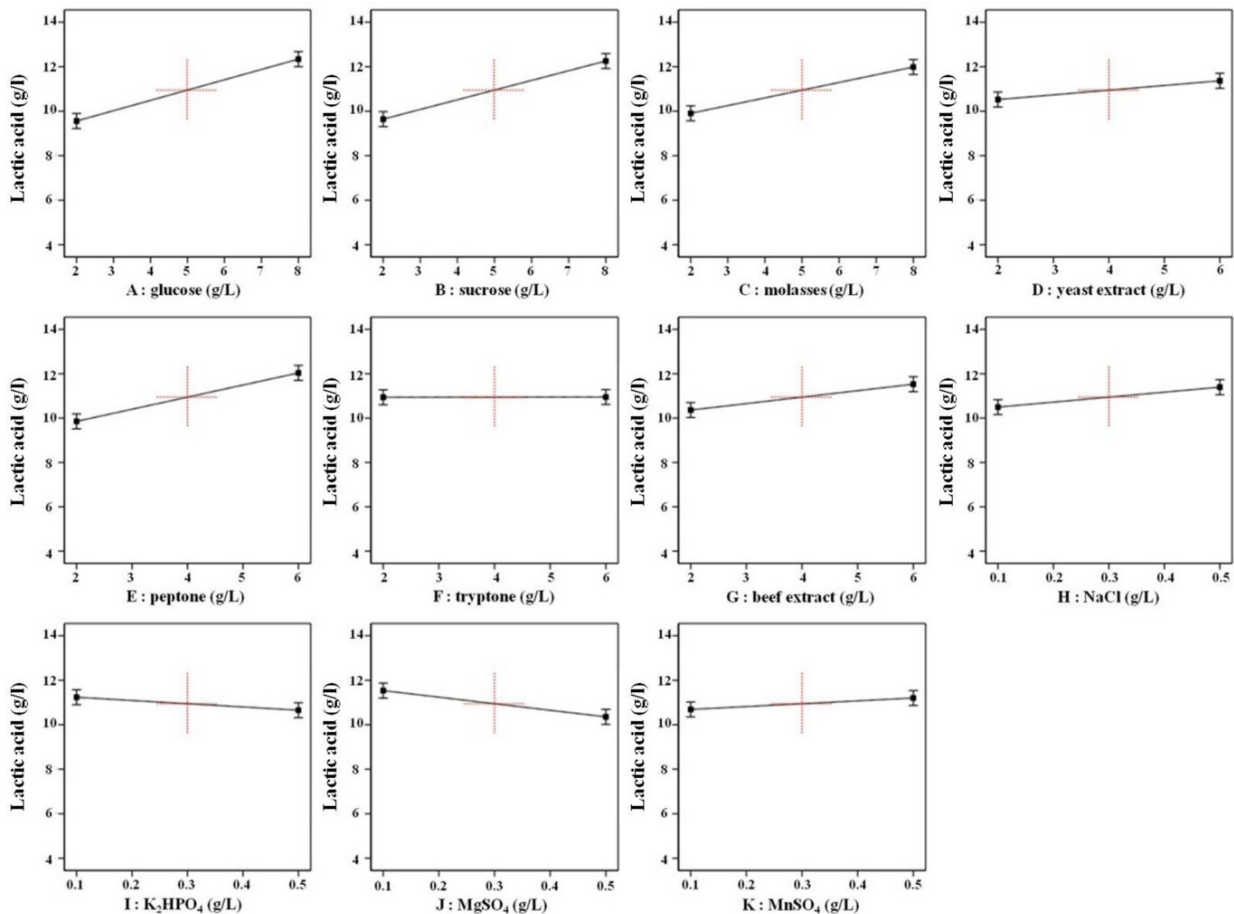 14
12
10
8
6
4
Lactic acid (g/l)
2 3 4 5 6 7 8
A : glucose (g/L)
14
12
10
8
6
4
Lactic acid (g/l)
2 3 4 5 6 7 8
B : sucrose (g/L)
14
12
10
8
6
4
Lactic acid (g/l)
2 3 4 5 6 7 8
C : molasses (g/L)
14
12
10
8
6
4
Lactic acid (g/l)
2 3 4 5 6
D : yeast extract (g/L)
14
12
10
8
6
4
Lactic acid (g/l)
2 3 4 5 6
E : peptone (g/L)
14
12
10
8
6
4
Lactic acid (g/l)
2 3 4 5 6
F : tryptone (g/L)
14
12
10
8
6
4
Lactic acid (g/l)
2 3 4 5 6
G : beef extract (g/L)
14
12
10
8
6
4
Lactic acid (g/l)
0.1 0.2 0.3 0.4 0.5
H : NaCl (g/L)
14
12
10
8
6
4
Lactic acid (g/l)
0.1 0.2 0.3 0.4 0.5
I : K₂HPO₄ (g/L)
14
12
10
8
6
4
Lactic acid (g/l)
0.1 0.2 0.3 0.4 0.5
J : MgSO₄ (g/L)
14
12
10
8
6
4
Lactic acid (g/l)
0.1 0.2 0.3 0.4 0.5
K : MnSO₄ (g/L)